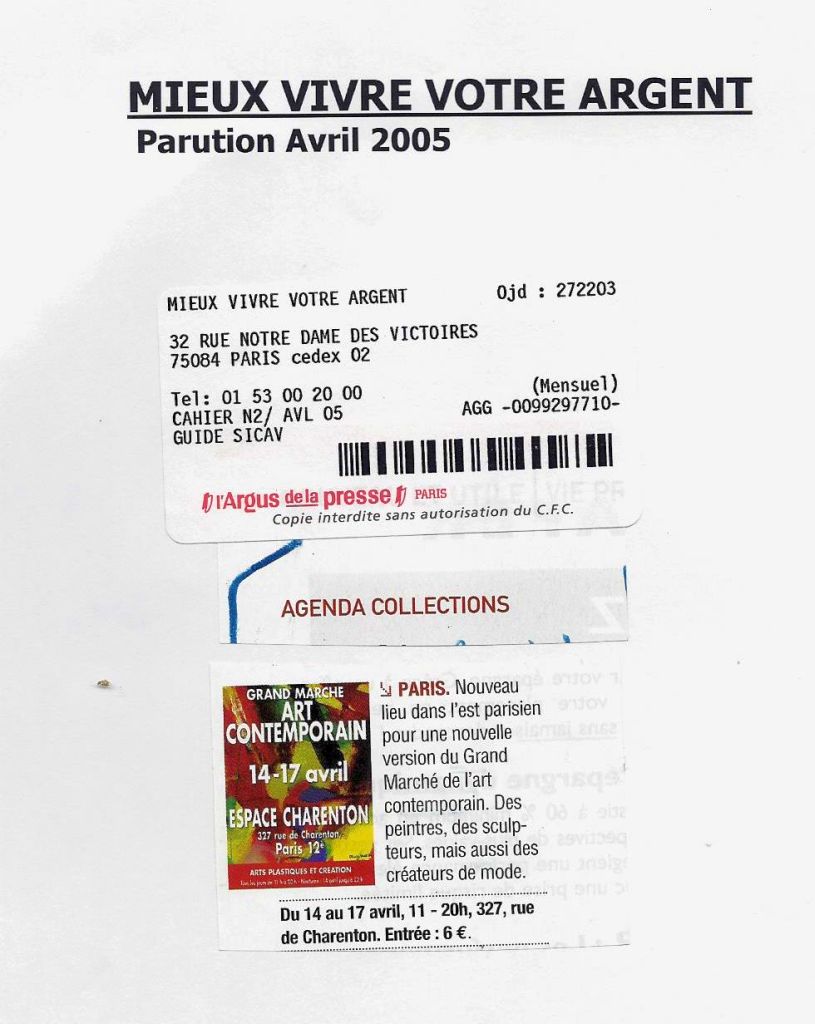 MIEUX VIVRE VOTRE ARGENT
Parution Avril 2005
MIEUX VIVRE VOTRE ARGENT Ojd : 272203
32 RUE NOTRE DAME DES VICTOIRES
75084 PARIS cedex 02
Tel: 01 53 00 20 00 (Mensuel)
CAHIER N2/ AVL 05 AGG -0099297710-
GUIDE SICAV
l'Argus de la presse PARIS
Copie interdite sans autorisation du C.F.C.
AGENDA COLLECTIONS
GRAND MARCHE
ART
CONTEMPORAIN
14-17 avril
ESPACE CHARENTON
327 rue de Charenton,
Paris 12e
ARTS PLASTIQUES ET CREATION
PARIS. Nouveau
lieu dans l'est parisien
pour une nouvelle
version du Grand
Marché de l'art
contemporain. Des
peintres, des sculp-
teurs, mais aussi des
créateurs de mode.
Du 14 au 17 avril, 11 - 20h, 327, rue
de Charenton. Entrée : 6 €.